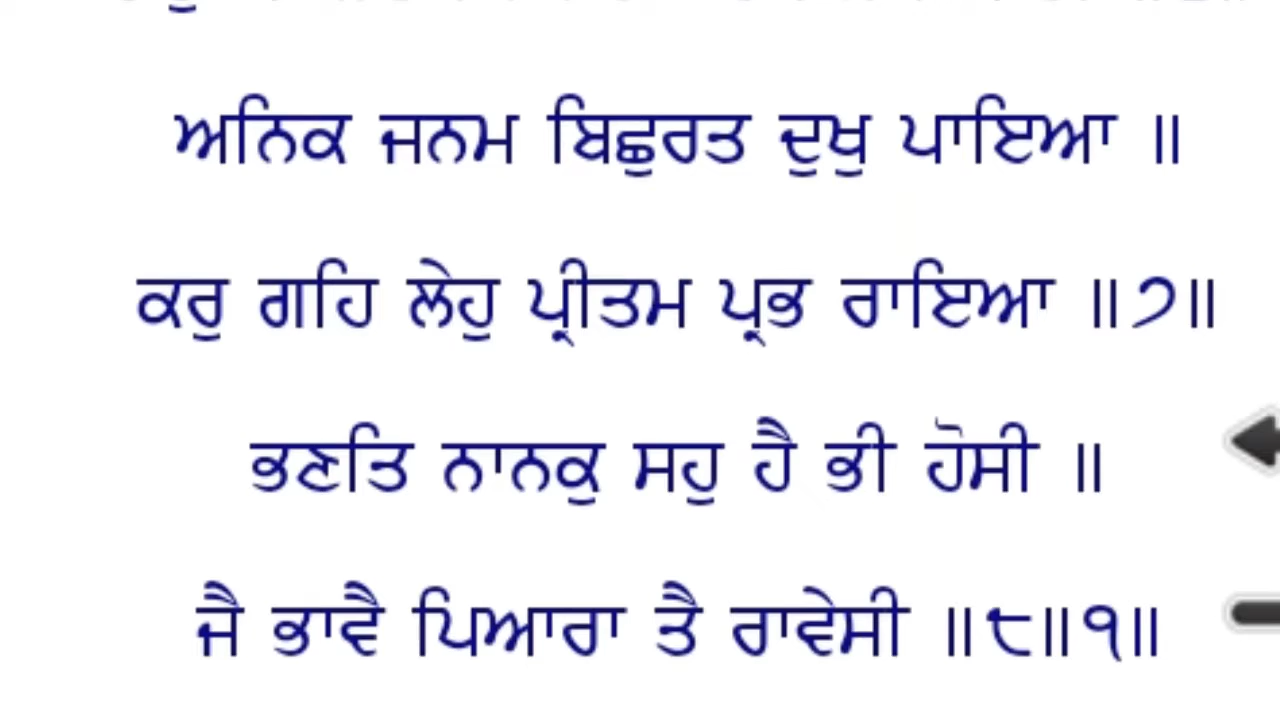 ਅਨਿਕ ਜਨਮ ਬਿਛੁਰਤ ਦੁਖੁ ਪਾਇਆ ॥
ਕਰੁ ਗਹਿ ਲੇਹੁ ਪ੍ਰੀਤਮ ਪ੍ਰਭ ਰਾਇਆ ॥੭॥
ਭਣਤਿ ਨਾਨਕੁ ਸਹੁ ਹੈ ਭੀ ਹੋਸੀ ॥
ਜੈ ਭਾਵੈ ਪਿਆਰਾ ਤੈ ਰਾਵੇਸੀ ॥੮॥੧॥